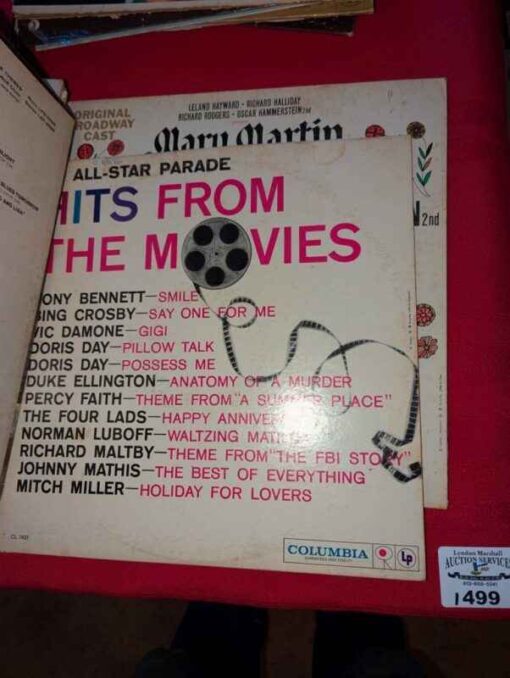 ORIGINAL
ROADWAY
CAST
LELAND HAYWARD • RICHARD HALLIDAY
RICHARD RODGERS • OSCAR HAMMERSTEIN 2nd
Mary Martin
2nd
ALL-STAR PARADE
HITS FROM
THE MOVIES
ONY BENNETT—SMILE
BING CROSBY—SAY ONE FOR ME
VIC DAMONE—GIGI
DORIS DAY—PILLOW TALK
DORIS DAY—POSSESS ME
DUKE ELLINGTON—ANATOMY OF A MURDER
PERCY FAITH—THEME FROM "A SUMMER PLACE"
THE FOUR LADS—HAPPY ANNIVE
NORMAN LUBOFF—WALTZING MAT
RICHARD MALTBY—THEME FROM "THE FBI STORY"
JOHNNY MATHIS—THE BEST OF EVERYTHING
MITCH MILLER—HOLIDAY FOR LOVERS
COLUMBIA
Lp
London Marshall
AUCTION SERVICE
1499